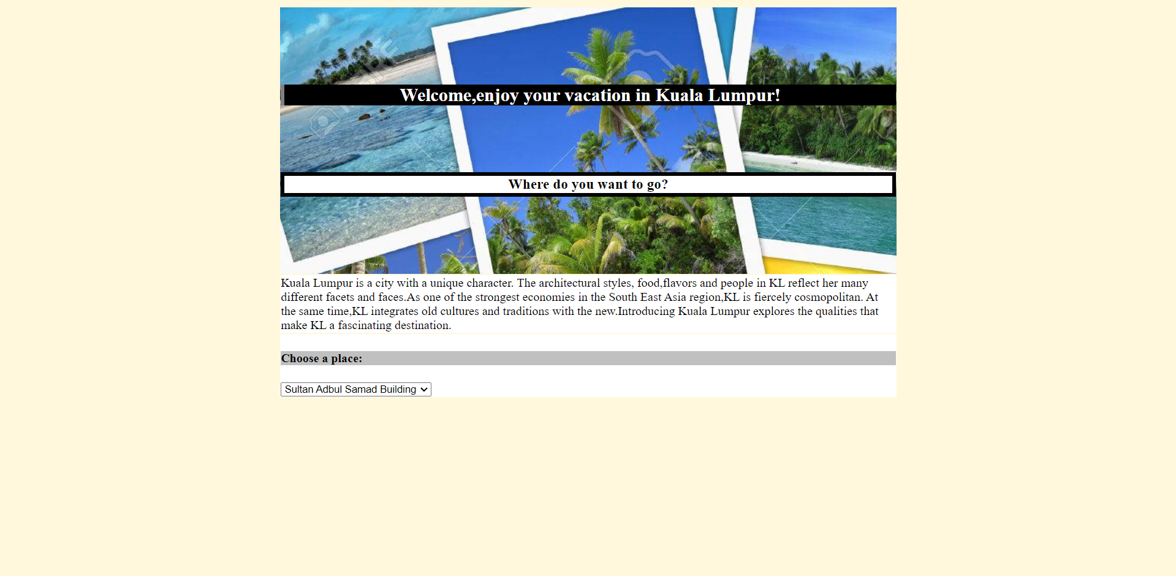 Welcome,enjoy your vacation in Kuala Lumpur!
Where do you want to go?
Kuala Lumpur is a city with a unique character. The architectural styles, food,flavors and people in KL reflect her many
different facets and faces.As one of the strongest economies in the South East Asia region,KL is fiercely cosmopolitan. At
the same time,KL integrates old cultures and traditions with the new.Introducing Kuala Lumpur explores the qualities that
make KL a fascinating destination.
Choose a place:
Sultan Adbul Samad Building